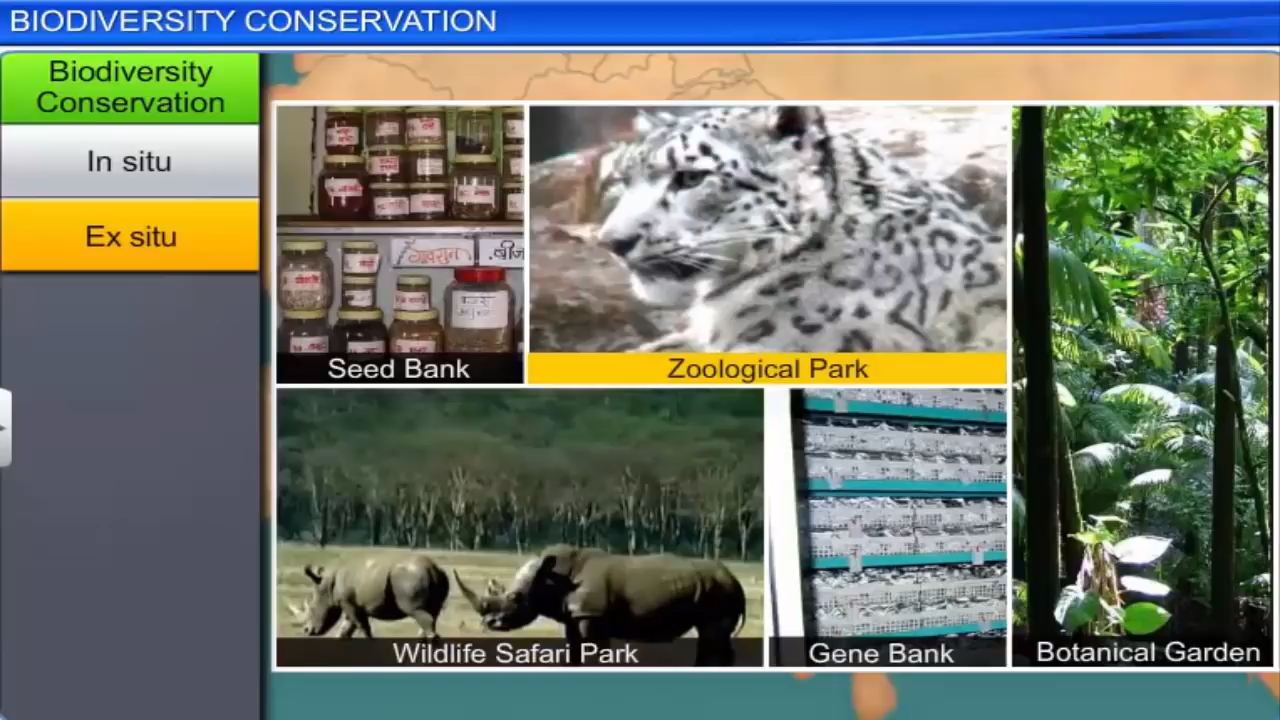 BIODIVERSITY CONSERVATION
Biodiversity
Conservation
In situ
Ex situ
गावरान
Seed Bank
Zoological Park
Wildlife Safari Park
Gene Bank
Botanical Garden